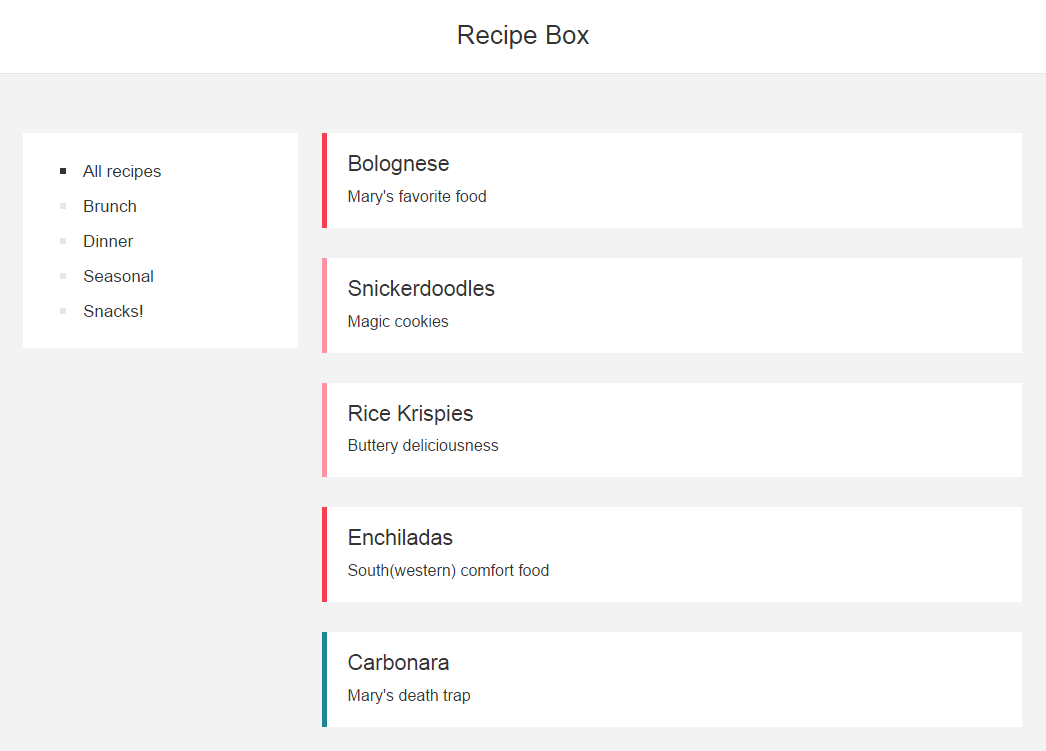 Recipe Box
All recipes
Brunch
Dinner
Seasonal
Snacks!
Bolognese
Mary's favorite food
Snickerdoodles
Magic cookies
Rice Krispies
Buttery deliciousness
Enchiladas
South(western) comfort food
Carbonara
Mary's death trap